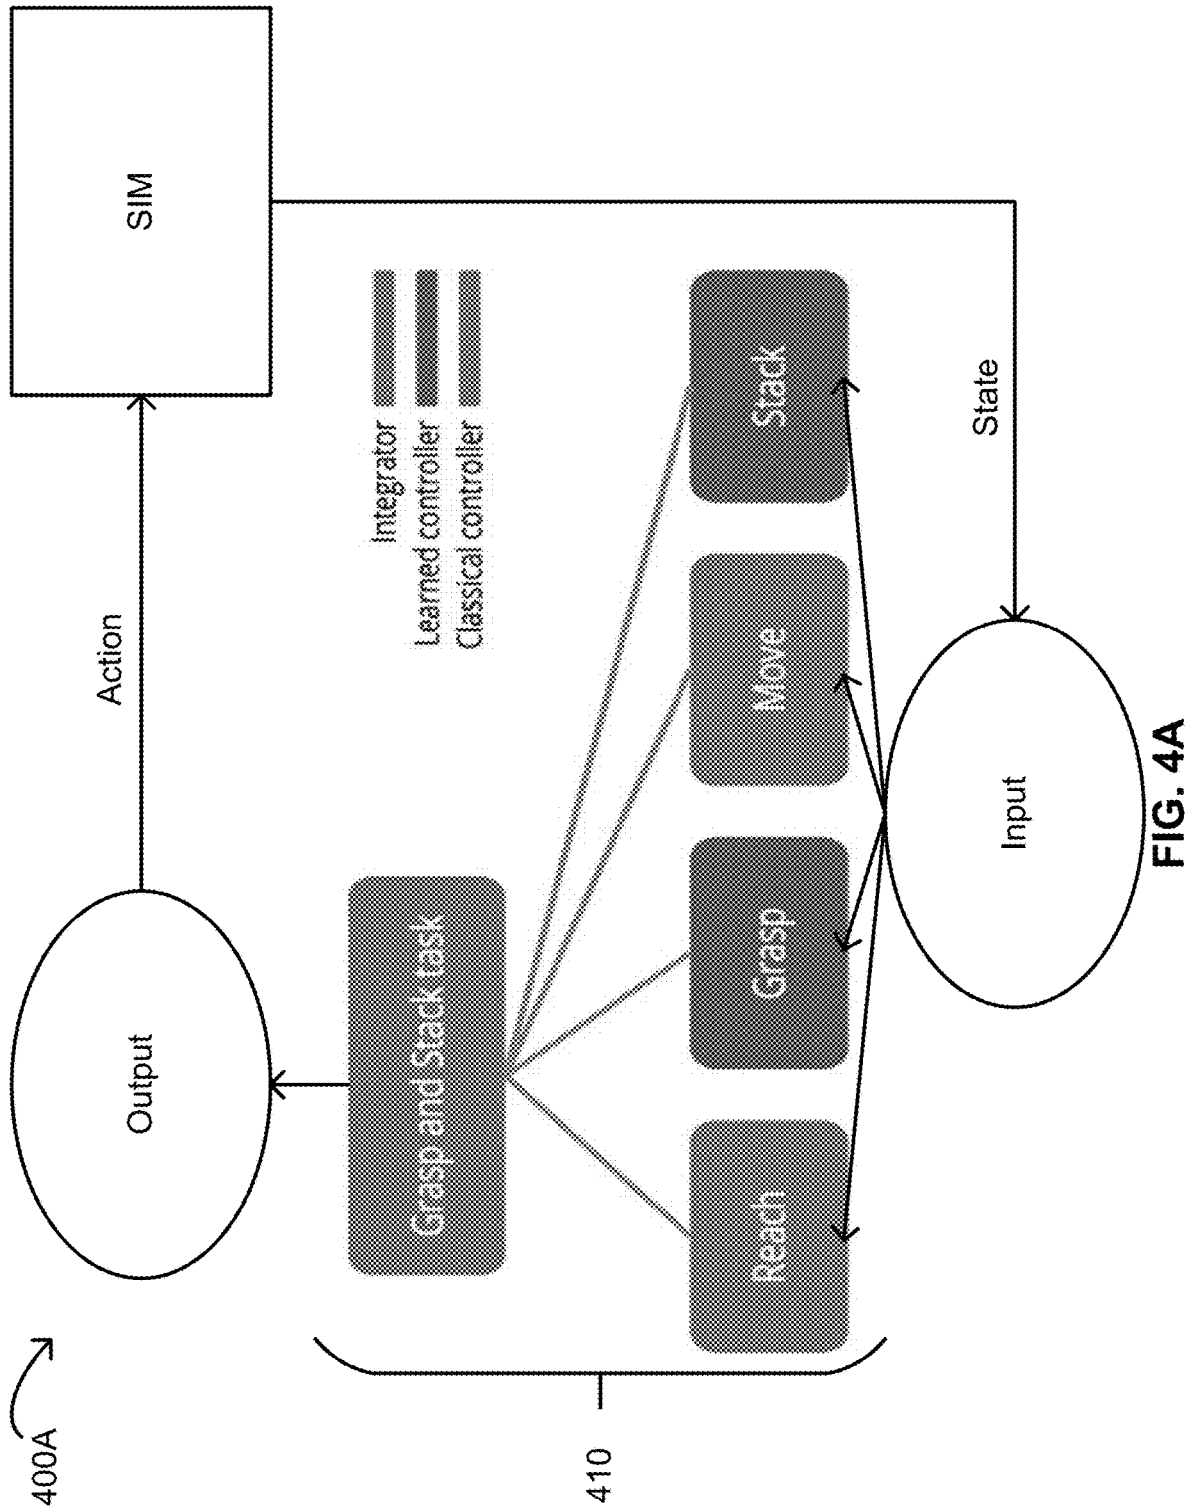 400A
Output
Action
SIM
410
Grasp and Stack task
Integrator
Learned controller
Classical controller
Reach
Grasp
Move
Stack
State
Input
FIG. 4A